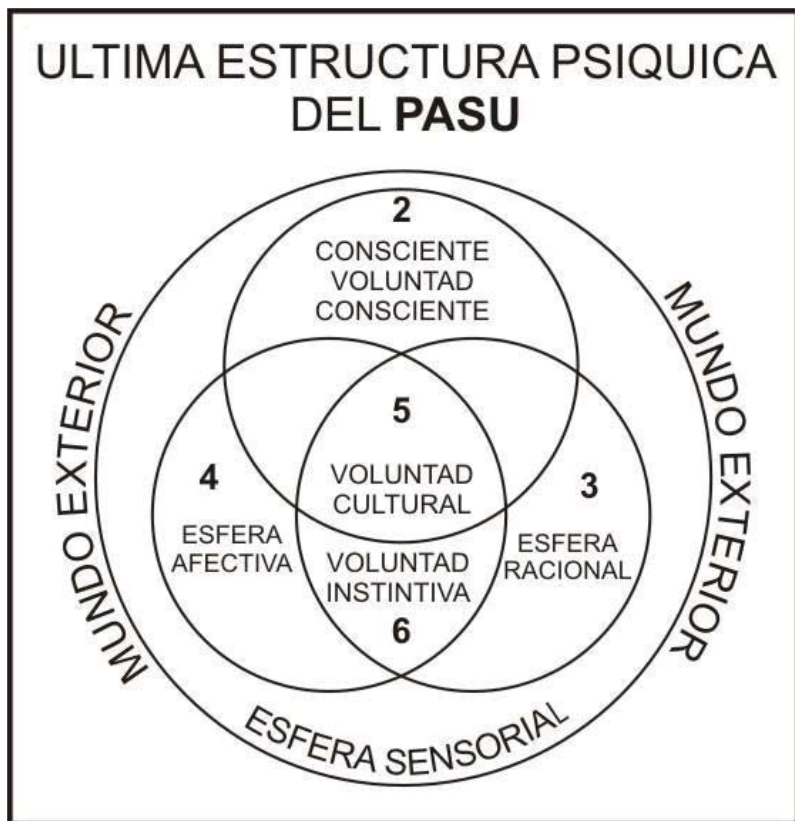 ULTIMA ESTRUCTURA PSIQUICA
DEL PASU
2
CONSCIENTE
VOLUNTAD
CONSCIENTE
MUNDO EXTERIOR
MUNDO EXTERIOR
5
VOLUNTAD
CULTURAL
4
ESFERA
AFECTIVA
3
ESFERA
RACIONAL
VOLUNTAD
INSTINTIVA
6
ESFERA SENSORIAL